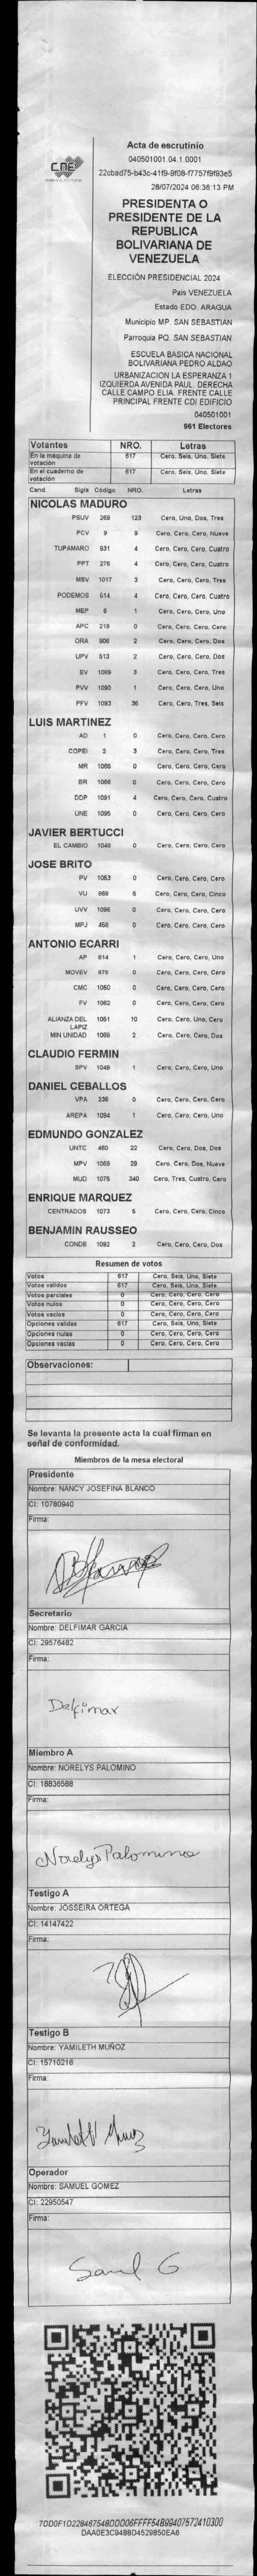 CNE
Acta de escrutinio
040501001.04.1.0001
22cbad75-b43c-41f9-9f08-f7757f9f93e5
28/07/2024 06:36:13 PM
PRESIDENTA O
PRESIDENTE DE LA
REPUBLICA
BOLIVARIANA DE
VENEZUELA
ELECCIÓN PRESIDENCIAL 2024
País VENEZUELA
Estado EDO. ARAGUA
Municipio MP. SAN SEBASTIAN
Parroquia PQ. SAN SEBASTIAN
ESCUELA BASICA NACIONAL
BOLIVARIANA PEDRO ALDAO
URBANIZACION LA ESPERANZA 1
IZQUIERDA AVENIDA PAUL. DERECHA
CALLE CAMPO ELIA. FRENTE CALLE
PRINCIPAL FRENTE CDI EDIFICIO
040501001
961 Electores
Votantes NRO. Letras
En la máquina de votación 617 Cero, Seis, Uno, Siete
En el cuaderno de votación 617 Cero, Seis, Uno, Siete
Cand. Sigla Código NRO. Letras
NICOLAS MADURO
PSUV 269 123 Cero, Uno, Dos, Tres
PCV 9 9 Cero, Cero, Cero, Nueve
TUPAMARO 931 4 Cero, Cero, Cero, Cuatro
PPT 276 4 Cero, Cero, Cero, Cuatro
MSV 1017 3 Cero, Cero, Cero, Tres
PODEMOS 514 4 Cero, Cero, Cero, Cuatro
MEP 6 1 Cero, Cero, Cero, Uno
APC 219 0 Cero, Cero, Cero, Cero
ORA 906 2 Cero, Cero, Cero, Dos
UPV 513 2 Cero, Cero, Cero, Dos
EV 1089 3 Cero, Cero, Cero, Tres
PVV 1090 1 Cero, Cero, Cero, Uno
PFV 1093 36 Cero, Cero, Tres, Seis
LUIS MARTINEZ
AD 1 0 Cero, Cero, Cero, Cero
COPEI 2 3 Cero, Cero, Cero, Tres
MR 1065 0 Cero, Cero, Cero, Cero
BR 1066 0 Cero, Cero, Cero, Cero
DDP 1091 4 Cero, Cero, Cero, Cuatro
UNE 1095 0 Cero, Cero, Cero, Cero
JAVIER BERTUCCI
EL CAMBIO 1048 0 Cero, Cero, Cero, Cero
JOSE BRITO
PV 1053 0 Cero, Cero, Cero, Cero
VU 869 5 Cero, Cero, Cero, Cinco
UVV 1096 0 Cero, Cero, Cero, Cero
MPJ 458 0 Cero, Cero, Cero, Cero
ANTONIO ECARRI
AP 814 1 Cero, Cero, Cero, Uno
MOVEV 979 0 Cero, Cero, Cero, Cero
CMC 1060 0 Cero, Cero, Cero, Cero
FV 1062 0 Cero, Cero, Cero, Cero
ALIANZA DEL LAPIZ 1051 10 Cero, Cero, Uno, Cero
MIN UNIDAD 1069 2 Cero, Cero, Cero, Dos
CLAUDIO FERMIN
SPV 1049 1 Cero, Cero, Cero, Uno
DANIEL CEBALLOS
VPA 236 0 Cero, Cero, Cero, Cero
AREPA 1094 1 Cero, Cero, Cero, Uno
EDMUNDO GONZALEZ
UNTC 460 22 Cero, Cero, Dos, Dos
MPV 1069 29 Cero, Cero, Dos, Nueve
MUD 1075 340 Cero, Tres, Cuatro, Cero
ENRIQUE MARQUEZ
CENTRADOS 1073 5 Cero, Cero, Cero, Cinco
BENJAMIN RAUSSEO
CONDE 1092 2 Cero, Cero, Cero, Dos
Resumen de votos
Votos 617 Cero, Seis, Uno, Siete
Votos validos 617 Cero, Seis, Uno, Siete
Votos parciales 0 Cero, Cero, Cero, Cero
Votos nulos 0 Cero, Cero, Cero, Cero
Votos vacios 0 Cero, Cero, Cero, Cero
Opciones validas 617 Cero, Seis, Uno, Siete
Opciones nulas 0 Cero, Cero, Cero, Cero
Opciones vacias 0 Cero, Cero, Cero, Cero
Observaciones:
Se levanta la presente acta la cual firman en
señal de conformidad.
Miembros de la mesa electoral
Presidente
Nombre: NANCY JOSEFINA BLANCO
CI: 10780940
Firma:
Secretario
Nombre: DELFIMAR GARCIA
CI: 29576482
Firma:
Delfimar
Miembro A
Nombre: NORELYS PALOMINO
CI: 18836588
Firma:
Norelys Palomino
Testigo A
Nombre: JOSSEIRA ORTEGA
CI: 14147422
Firma:
Testigo B
Nombre: YAMILETH MUÑOZ
CI: 15710216
Firma:
Operador
Nombre: SAMUEL GOMEZ
CI: 22950547
Firma:
7DD0F1D228467548DDD06FFFF54B99407572410300
DAA0E3C9488D4529850EA6